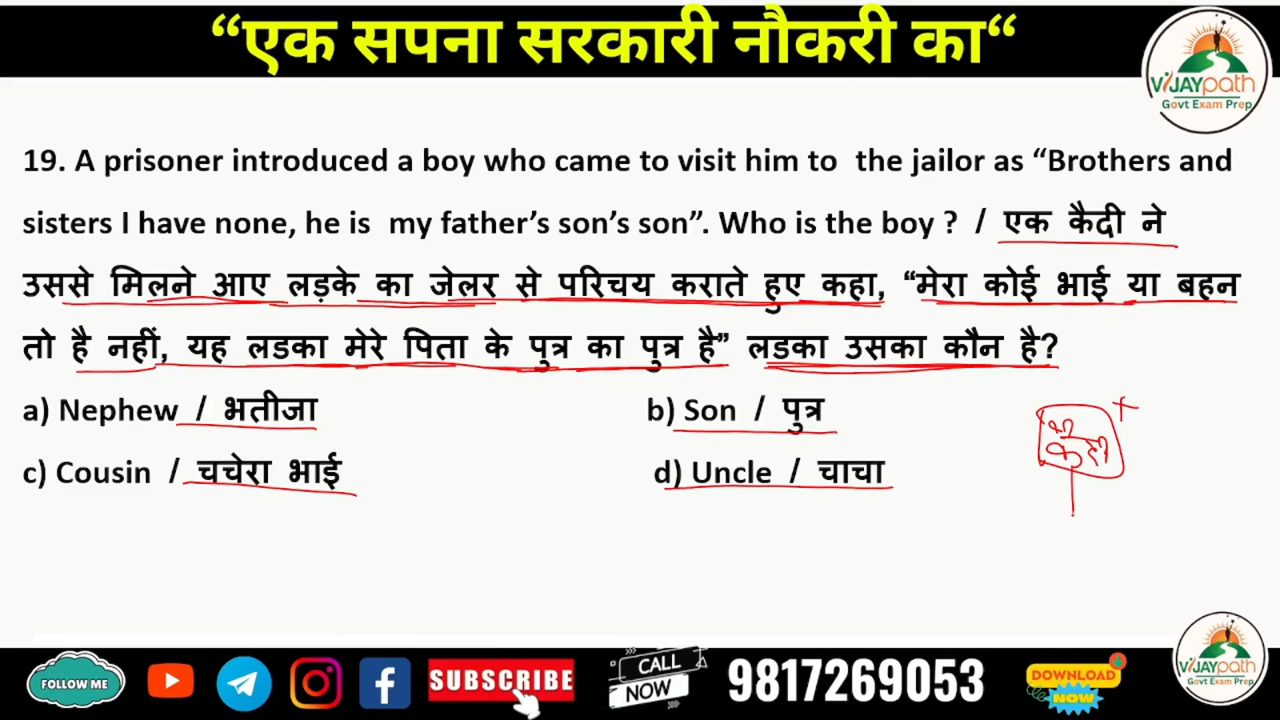 “एक सपना सरकारी नौकरी का“
ViJAYpath
Govt Exam Prep
19. A prisoner introduced a boy who came to visit him to the jailor as “Brothers and
sisters I have none, he is my father’s son’s son”. Who is the boy ? / एक कैदी ने
उससे मिलने आए लड़के का जेलर से परिचय कराते हुए कहा, “मेरा कोई भाई या बहन
तो है नहीं, यह लडका मेरे पिता के पुत्र का पुत्र है” लडका उसका कौन है?
a) Nephew / भतीजा b) Son / पुत्र
c) Cousin / चचेरा भाई d) Uncle / चाचा
FOLLOW ME
SUBSCRIBE
CALL
NOW
9817269053
DOWNLOAD
NOW
ViJAYpath
Govt Exam Prep